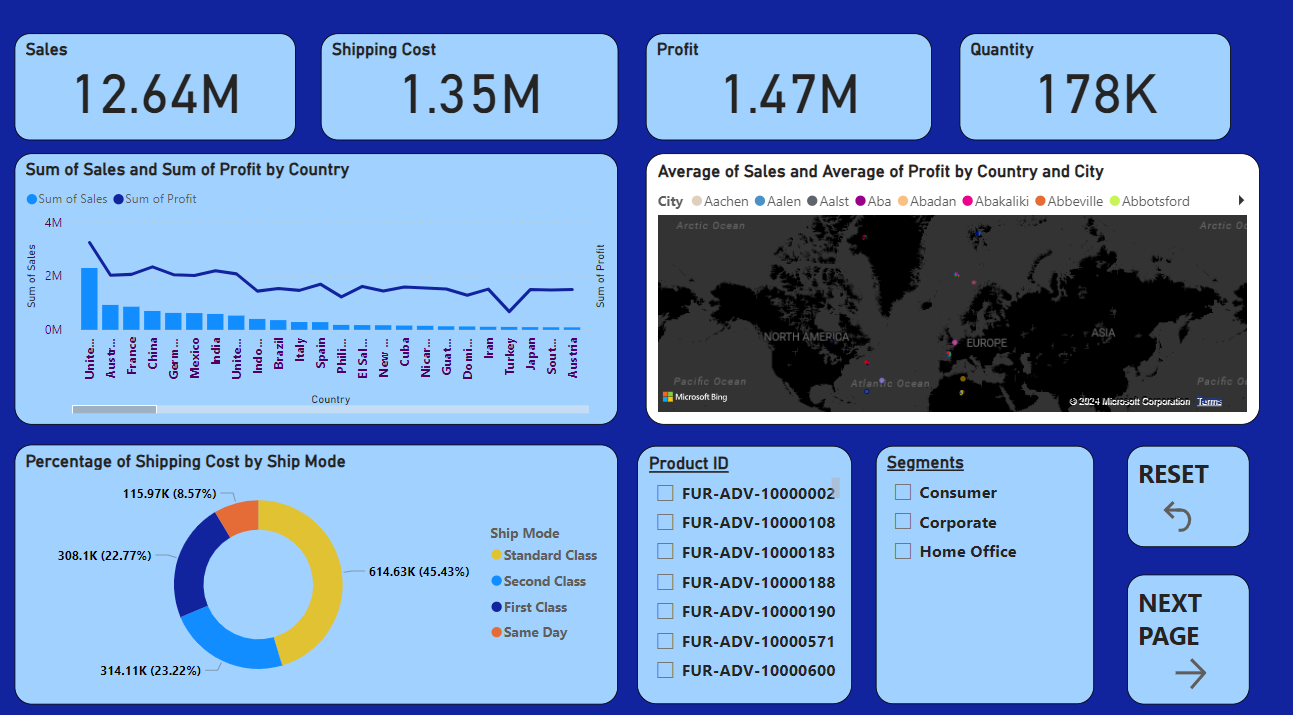 Sales
12.64M
Shipping Cost
1.35M
Profit
1.47M
Quantity
178K
Sum of Sales and Sum of Profit by Country
Sum of Sales Sum of Profit
4M
2M
0M
Sum of Sales
Sum of Profit
Unite...
Austr...
France
China
Germ...
Mexico
India
Unite...
Indo...
Brazil
Italy
Spain
Phili...
El Sal...
New ...
Cuba
Nicar...
Guat...
Domi...
Iran
Turkey
Japan
Sout...
Austria
Country
Average of Sales and Average of Profit by Country and City
City Aachen Aalen Aalst Aba Abadan Abakaliki Abbeville Abbotsford
Arctic Ocean
Arctic Oc
NORTH AMERICA
EUROPE
ASIA
Pacific Ocean
Atlantic Ocean
Pacific Oc
Microsoft Bing
© 2024 Microsoft Corporation Terms
Percentage of Shipping Cost by Ship Mode
115.97K (8.57%)
308.1K (22.77%)
614.63K (45.43%)
314.11K (23.22%)
Ship Mode
Standard Class
Second Class
First Class
Same Day
Product ID
FUR-ADV-10000002
FUR-ADV-10000108
FUR-ADV-10000183
FUR-ADV-10000188
FUR-ADV-10000190
FUR-ADV-10000571
FUR-ADV-10000600
Segments
Consumer
Corporate
Home Office
RESET
NEXT
PAGE